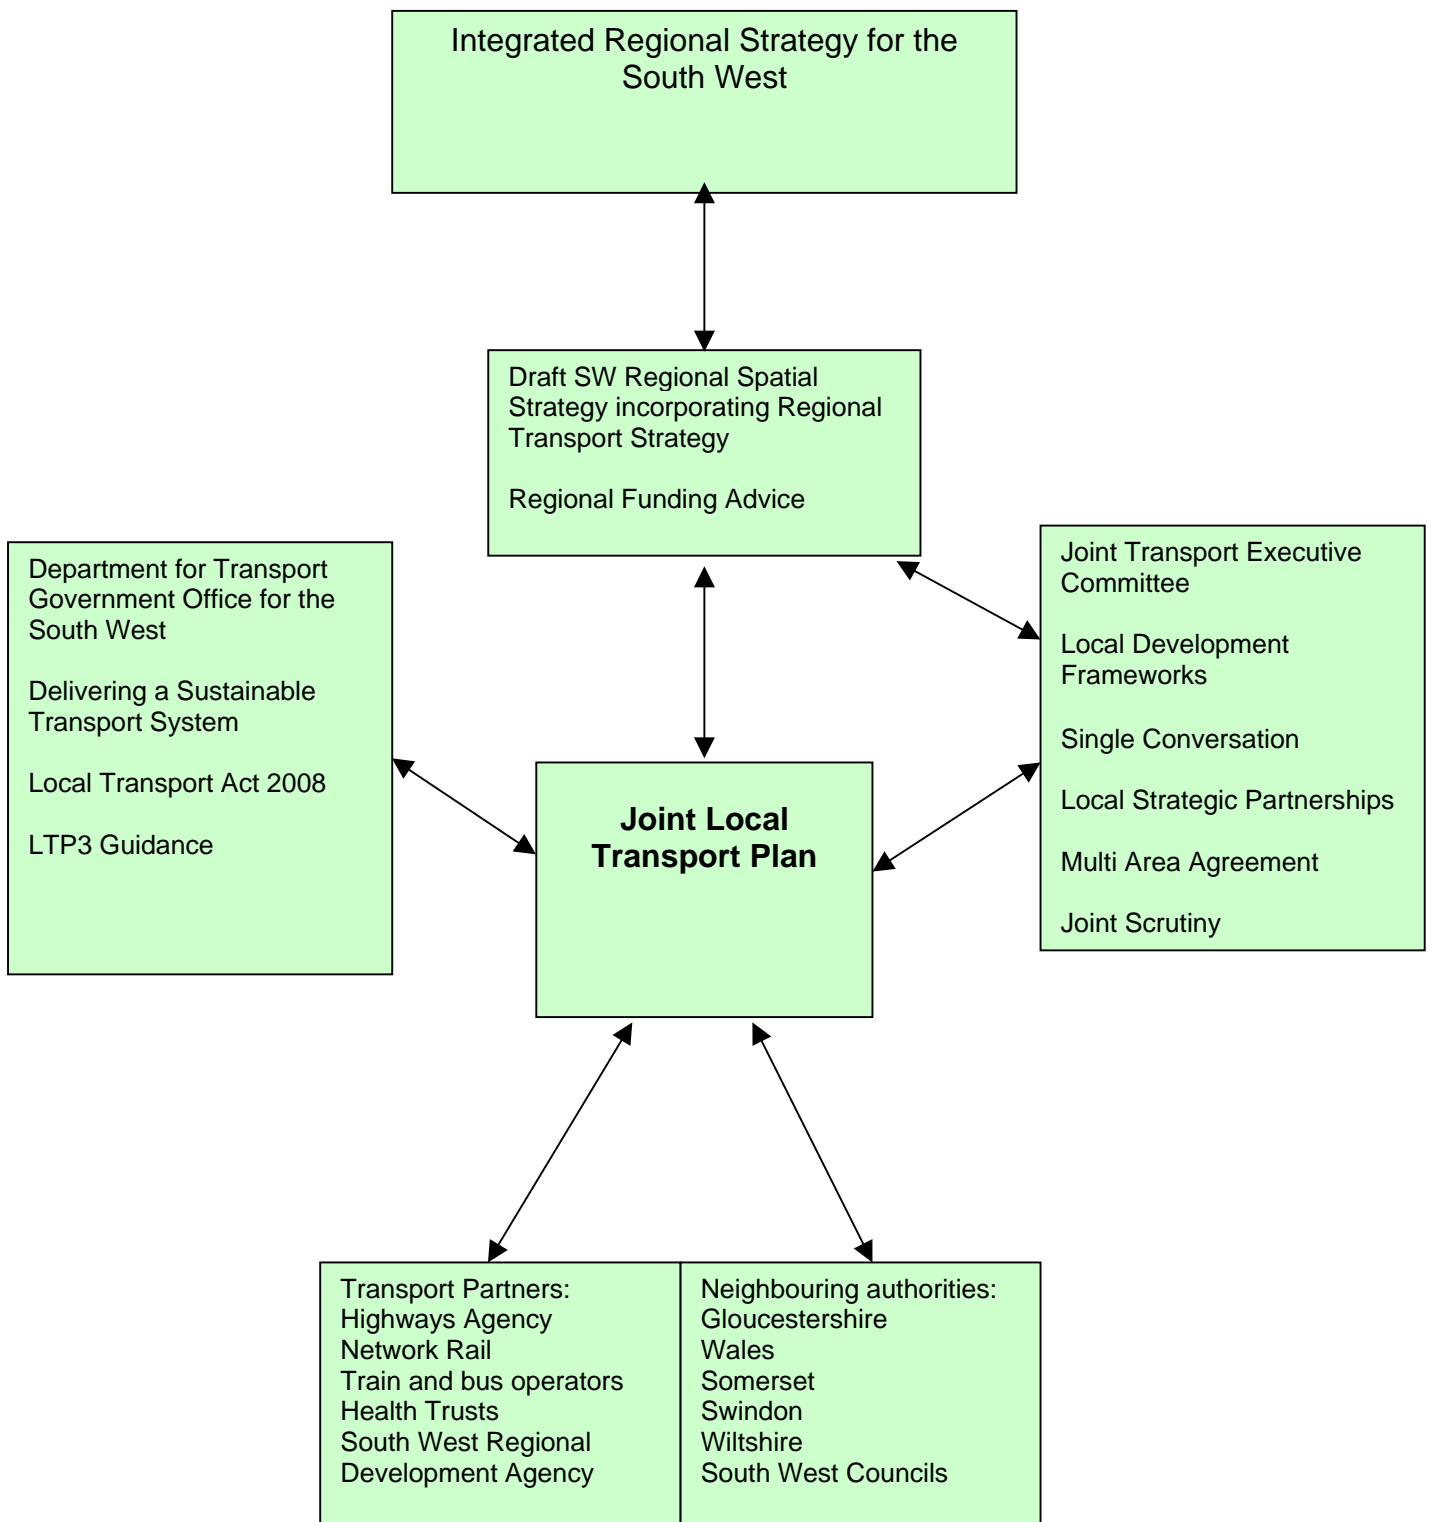 Integrated Regional Strategy for the
South West
Draft SW Regional Spatial
Strategy incorporating Regional
Transport Strategy
Regional Funding Advice
Department for Transport
Government Office for the
South West
Delivering a Sustainable
Transport System
Local Transport Act 2008
LTP3 Guidance
Joint Transport Executive
Committee
Local Development
Frameworks
Single Conversation
Local Strategic Partnerships
Multi Area Agreement
Joint Scrutiny
Joint Local
Transport Plan
Transport Partners:
Highways Agency
Network Rail
Train and bus operators
Health Trusts
South West Regional
Development Agency
Neighbouring authorities:
Gloucestershire
Wales
Somerset
Swindon
Wiltshire
South West Councils